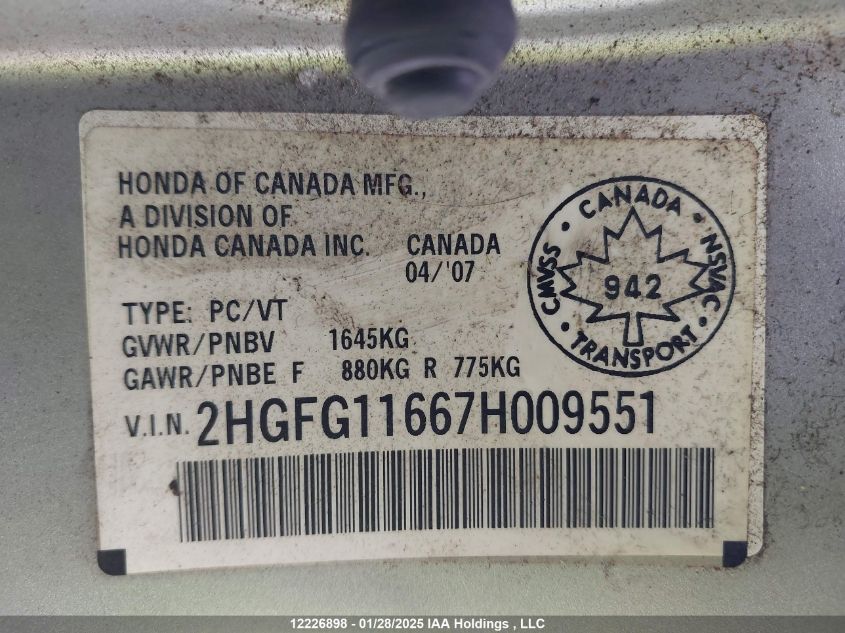 HONDA OF CANADA MFG.,
A DIVISION OF
HONDA CANADA INC. CANADA
04/'07
TYPE: PC/VT
GVWR/PNBV 1645KG
GAWR/PNBE F 880KG R 775KG
V.I.N. 2HGFG11667H009551
CMVSS · CANADA · NSVAC · TRANSPORT ·
942
12226898 - 01/28/2025 IAA Holdings , LLC